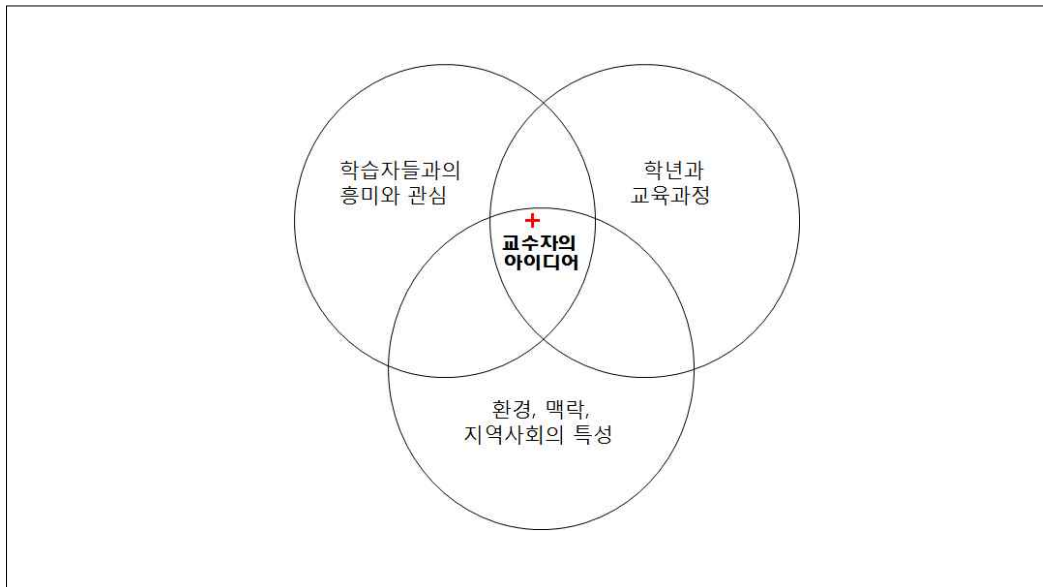 학습자들과의
흥미와 관심
학년과
교육과정
+
교수자의
아이디어
환경, 맥락,
지역사회의 특성